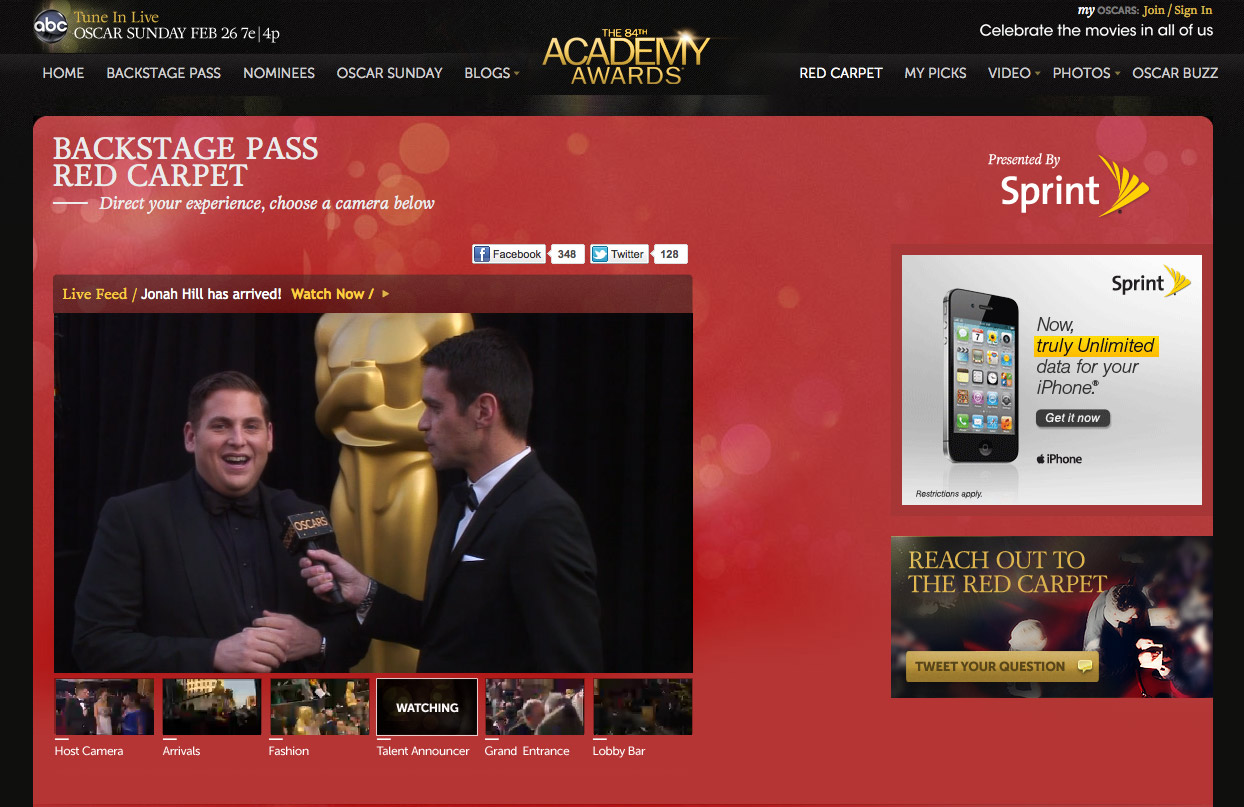 abc
Tune In Live
OSCAR SUNDAY FEB 26 7e|4p
my OSCARS: Join / Sign In
Celebrate the movies in all of us
THE 84TH
ACADEMY
AWARDS
HOME BACKSTAGE PASS NOMINEES OSCAR SUNDAY BLOGS
RED CARPET MY PICKS VIDEO PHOTOS OSCAR BUZZ
BACKSTAGE PASS
RED CARPET
Direct your experience, choose a camera below
Presented By
Sprint
Facebook 348 Twitter 128
Live Feed / Jonah Hill has arrived! Watch Now /
OSCARS
WATCHING
Host Camera Arrivals Fashion Talent Announcer Grand Entrance Lobby Bar
Sprint
Now,
truly Unlimited
data for your
iPhone.®
Get it now
iPhone
Restrictions apply.
REACH OUT TO
THE RED CARPET
TWEET YOUR QUESTION